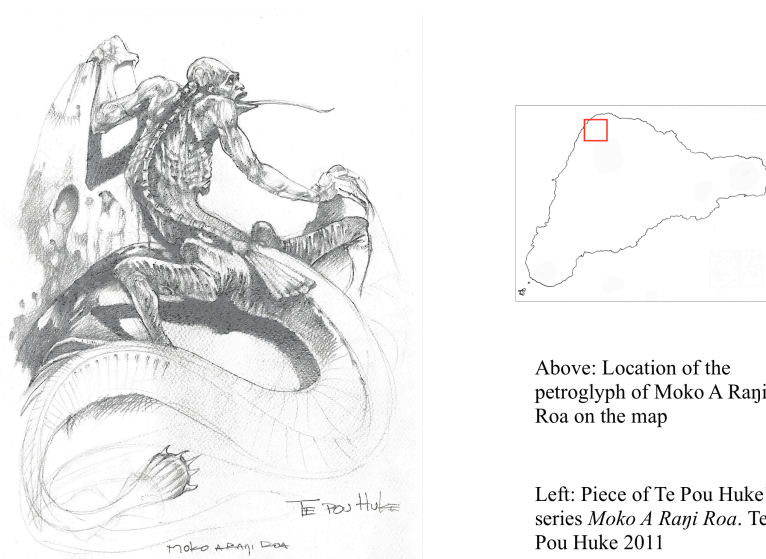 TE POU HUKE
MOKO ARAŊI ROA
Above: Location of the
petroglyph of Moko A Raŋi
Roa on the map
Left: Piece of Te Pou Huke
series Moko A Raŋi Roa. Te
Pou Huke 2011